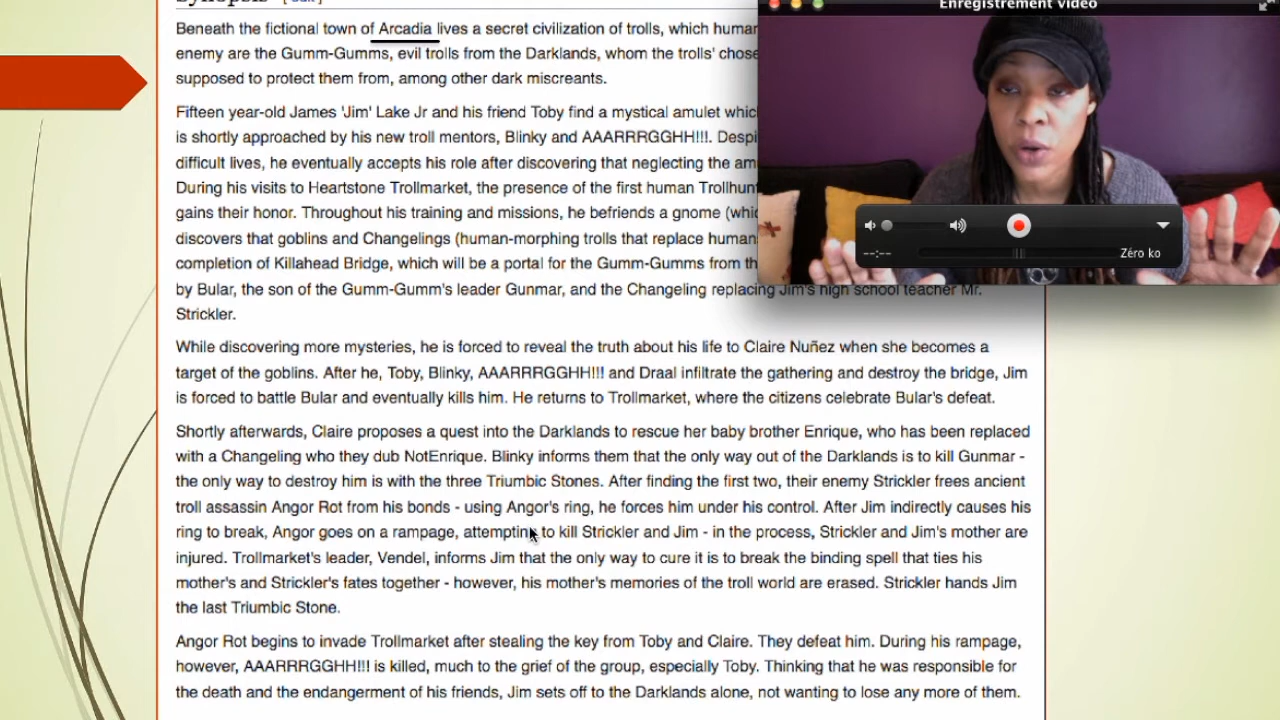 Synopsis
Enregistrement vidéo
Beneath the fictional town of Arcadia lives a secret civilization of trolls, which
enemy are the Gumm-Gumms, evil trolls from the Darklands, whom the trolls'
supposed to protect them from, among other dark miscreants.
Fifteen year-old James 'Jim' Lake Jr and his friend Toby find a mystical amulet
is shortly approached by his new troll mentors, Blinky and AAARRRGGHH!!!.
difficult lives, he eventually accepts his role after discovering that neglecting the
During his visits to Heartstone Trollmarket, the presence of the first human
gains their honor. Throughout his training and missions, he befriends a gnome
discovers that goblins and Changelings (human-morphing trolls that replace
completion of Killahead Bridge, which will be a portal for the Gumm-Gumms from
by Bular, the son of the Gumm-Gumm's leader Gunmar, and the Changeling replacing Jim's high school teacher Mr.
Strickler.
--:--
Zéro ko
While discovering more mysteries, he is forced to reveal the truth about his life to Claire Nuñez when she becomes a
target of the goblins. After he, Toby, Blinky, AAARRRGGHH!!! and Draal infiltrate the gathering and destroy the bridge, Jim
is forced to battle Bular and eventually kills him. He returns to Trollmarket, where the citizens celebrate Bular's defeat.
Shortly afterwards, Claire proposes a quest into the Darklands to rescue her baby brother Enrique, who has been replaced
with a Changeling who they dub NotEnrique. Blinky informs them that the only way out of the Darklands is to kill Gunmar -
the only way to destroy him is with the three Triumbic Stones. After finding the first two, their enemy Strickler frees ancient
troll assassin Angor Rot from his bonds - using Angor's ring, he forces him under his control. After Jim indirectly causes his
ring to break, Angor goes on a rampage, attempting to kill Strickler and Jim - in the process, Strickler and Jim's mother are
injured. Trollmarket's leader, Vendel, informs Jim that the only way to cure it is to break the binding spell that ties his
mother's and Strickler's fates together - however, his mother's memories of the troll world are erased. Strickler hands Jim
the last Triumbic Stone.
Angor Rot begins to invade Trollmarket after stealing the key from Toby and Claire. They defeat him. During his rampage,
however, AAARRRGGHH!!! is killed, much to the grief of the group, especially Toby. Thinking that he was responsible for
the death and the endangerment of his friends, Jim sets off to the Darklands alone, not wanting to lose any more of them.